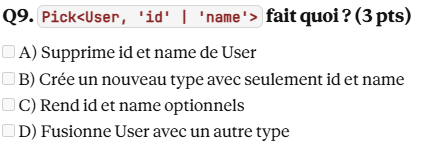 Q9. Pick<User, 'id' | 'name'> fait quoi ? (3 pts)
A) Supprime id et name de User
B) Crée un nouveau type avec seulement id et name
C) Rend id et name optionnels
D) Fusionne User avec un autre type